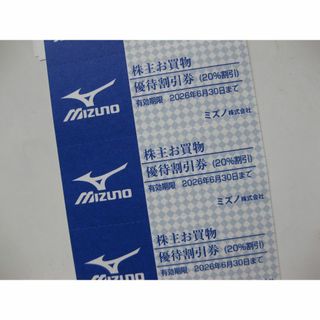 株主お買物
優待割引券 (20%割引)
有効期限 2026年6月30日まで
MIZUNO
ミズノ株式会社
株主お買物
優待割引券 (20%割引)
有効期限 2026年6月30日まで
MIZUNO
ミズノ株式会社
株主お買物
優待割引券 (20%割引)
有効期限 2026年6月30日まで
MIZUNO